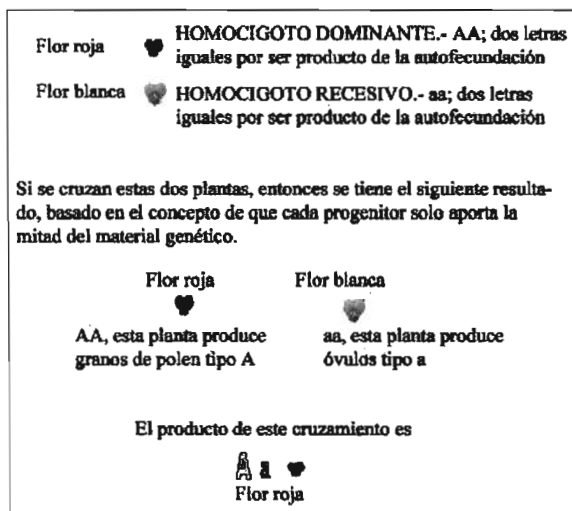 Flor roja HOMOCIGOTO DOMINANTE.- AA; dos letras
iguales por ser producto de la autofecundación
Flor blanca HOMOCIGOTO RECESIVO.- aa; dos letras
iguales por ser producto de la autofecundación
Si se cruzan estas dos plantas, entonces se tiene el siguiente resulta-
do, basado en el concepto de que cada progenitor solo aporta la
mitad del material genético.
Flor roja Flor blanca
AA, esta planta produce aa, esta planta produce
granos de polen tipo A óvulos tipo a
El producto de este cruzamiento es
A a
Flor roja